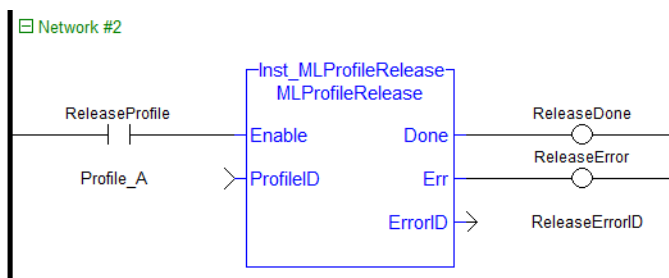 Network #2
Inst_MLProfileRelease
MLProfileRelease
ReleaseProfile
Enable
Done
ReleaseDone
ReleaseError
Profile_A
ProfileID
Err
ErrorID
ReleaseErrorID